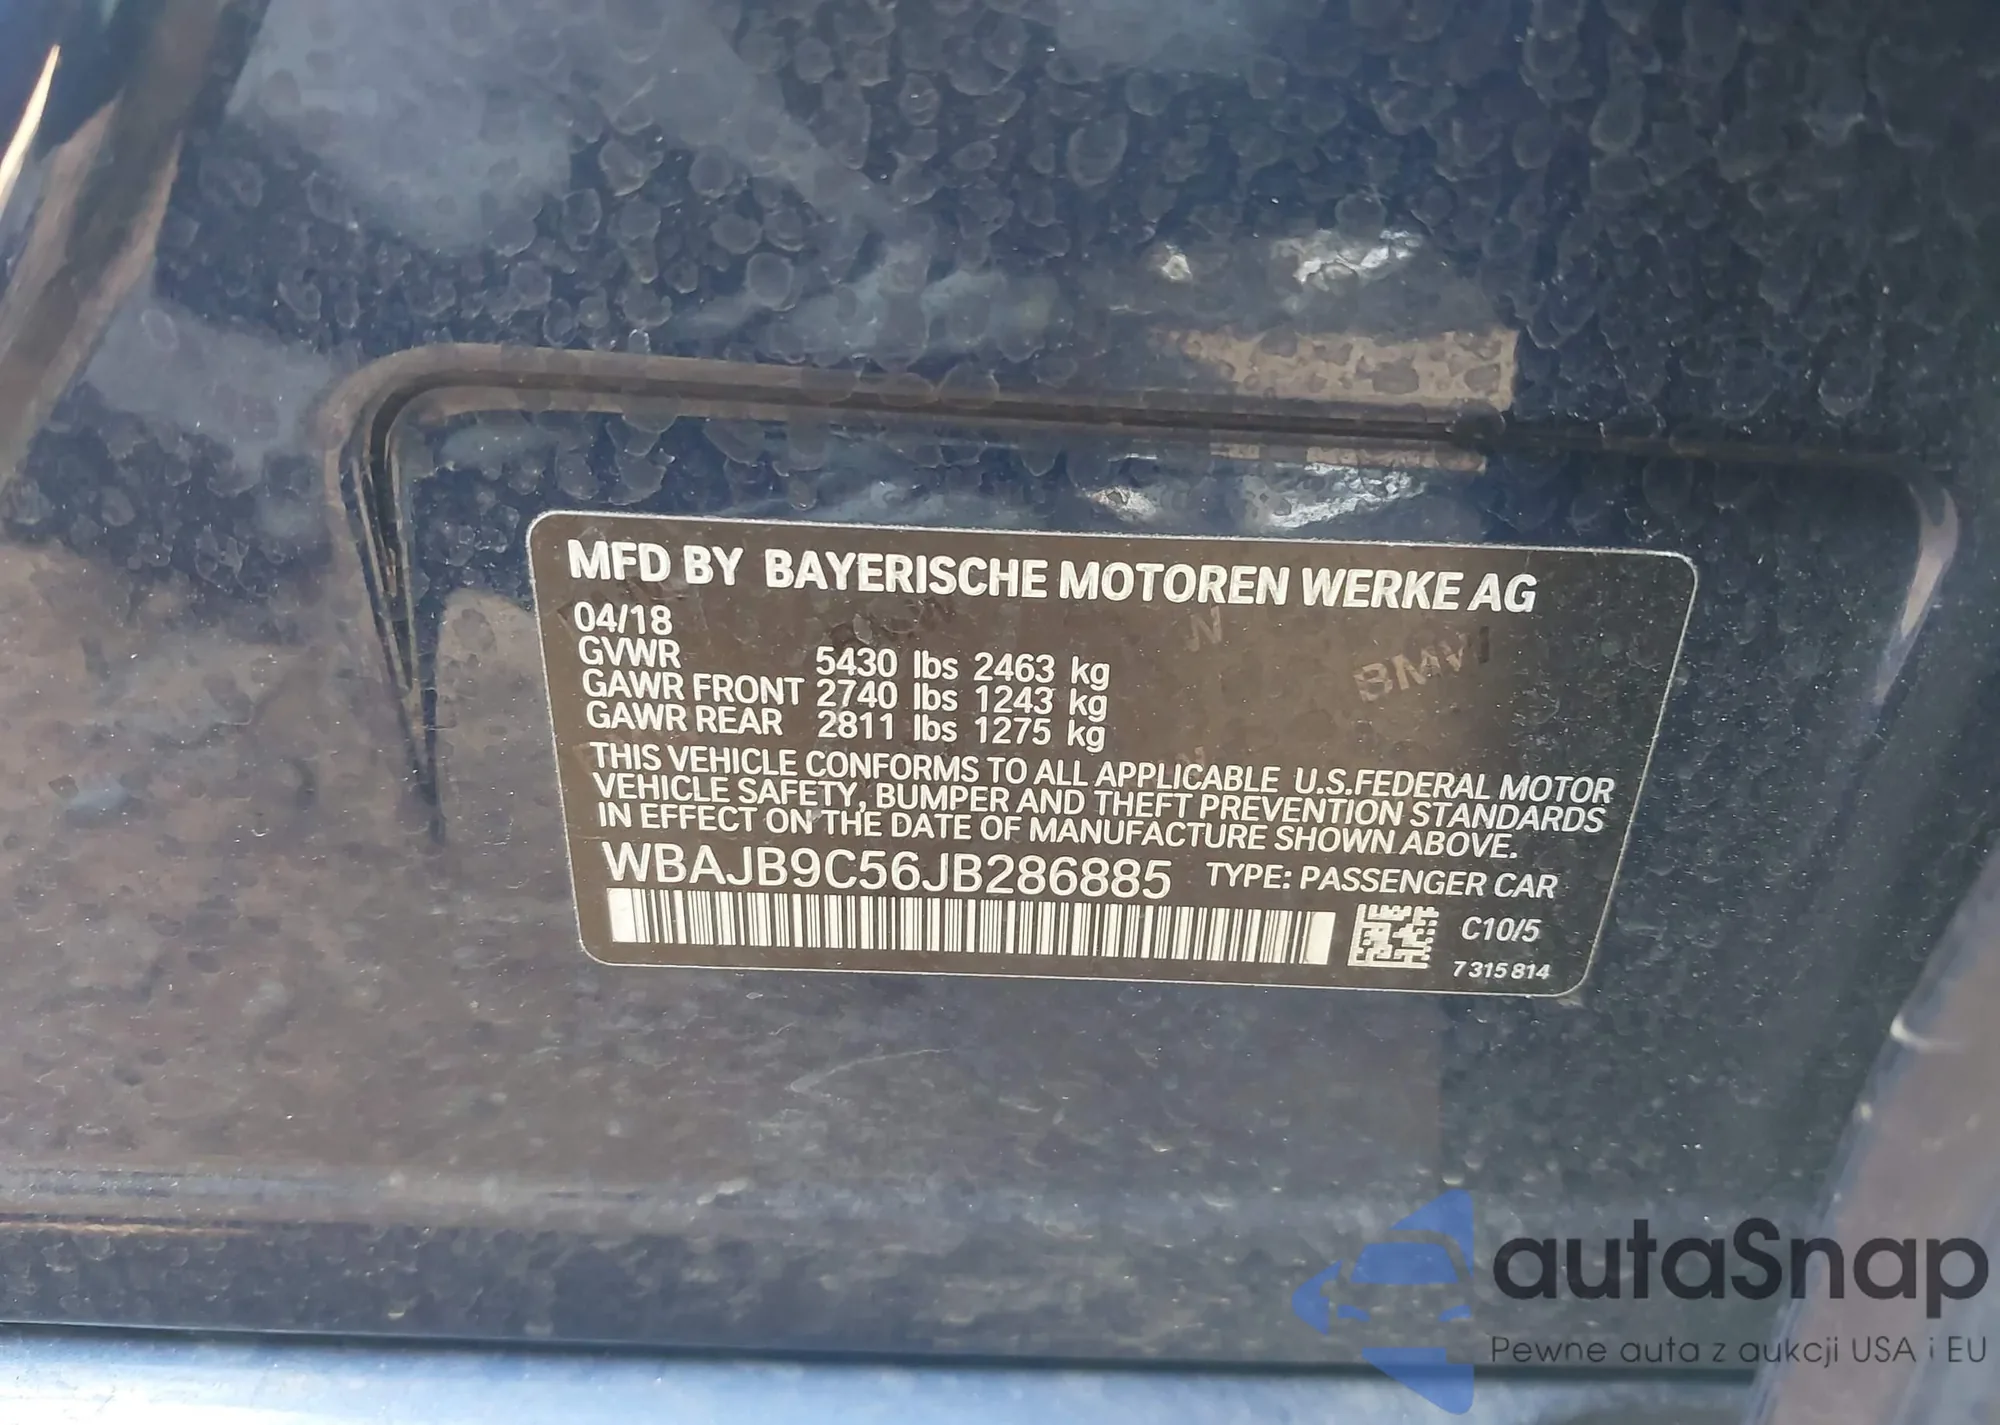 MFD BY BAYERISCHE MOTOREN WERKE AG
04/18
GVWR 5430 lbs 2463 kg
GAWR FRONT 2740 lbs 1243 kg
GAWR REAR 2811 lbs 1275 kg
THIS VEHICLE CONFORMS TO ALL APPLICABLE U.S.FEDERAL MOTOR
VEHICLE SAFETY, BUMPER AND THEFT PREVENTION STANDARDS
IN EFFECT ON THE DATE OF MANUFACTURE SHOWN ABOVE.
WBAJB9C56JB286885 TYPE: PASSENGER CAR
C10/5
7315814
BMW
autaSnap
Pewne auta z aukcji USA i EU